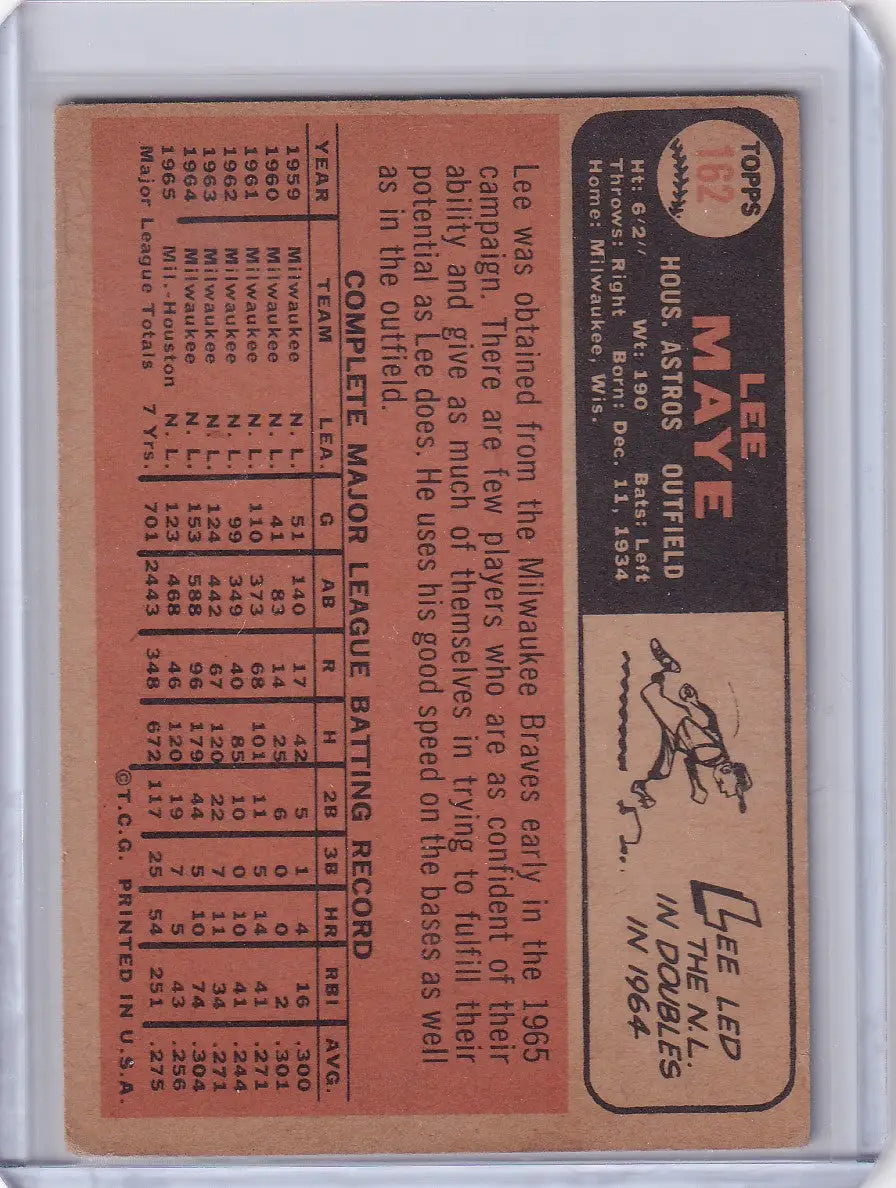 TOPPS
162
LEE
MAYE
HOUS. ASTROS OUTFIELD
Ht: 6'2" Wt: 190 Bats: Left
Throws: Right Born: Dec. 11, 1934
Home: Milwaukee, Wis.
LEE LED
THE N.L.
IN DOUBLES
IN 1964
Lee was obtained from the Milwaukee Braves early in the 1965
campaign. There are few players who are as confident of their
ability and give as much of themselves in trying to fulfill their
potential as Lee does. He uses his good speed on the bases as well
as in the outfield.
COMPLETE MAJOR LEAGUE BATTING RECORD
YEAR TEAM LEA. G AB R H 2B 3B HR RBI AVG.
1959 Milwaukee N. L. 51 140 17 42 5 1 4 16 .300
1960 Milwaukee N. L. 41 83 14 25 6 0 0 2 .301
1961 Milwaukee N. L. 110 373 68 101 11 5 14 41 .271
1962 Milwaukee N. L. 99 349 40 85 10 0 10 41 .244
1963 Milwaukee N. L. 124 442 67 120 22 7 11 34 .271
1964 Milwaukee N. L. 153 588 96 179 44 5 10 74 .304
1965 Mil.-Houston N. L. 123 468 46 120 19 7 5 43 .256
Major League Totals 7 Yrs. 701 2443 348 672 117 25 54 251 .275
©T.C.G. PRINTED IN U.S.A.